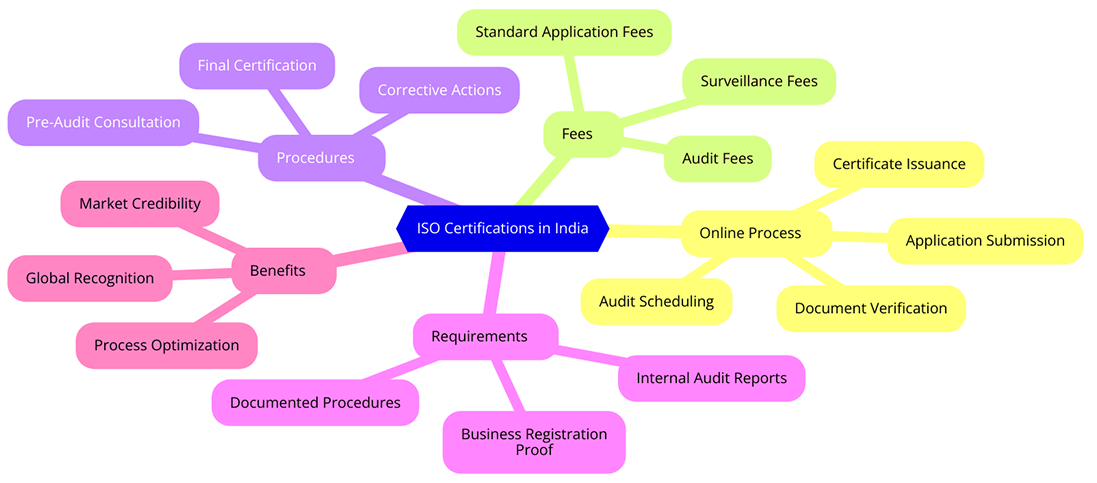 Standard Application Fees
Final Certification
Surveillance Fees
Corrective Actions
Pre-Audit Consultation
Fees
Procedures
Audit Fees
Certificate Issuance
Market Credibility
ISO Certifications in India
Online Process
Application Submission
Benefits
Global Recognition
Audit Scheduling
Document Verification
Requirements
Process Optimization
Internal Audit Reports
Documented Procedures
Business Registration
Proof